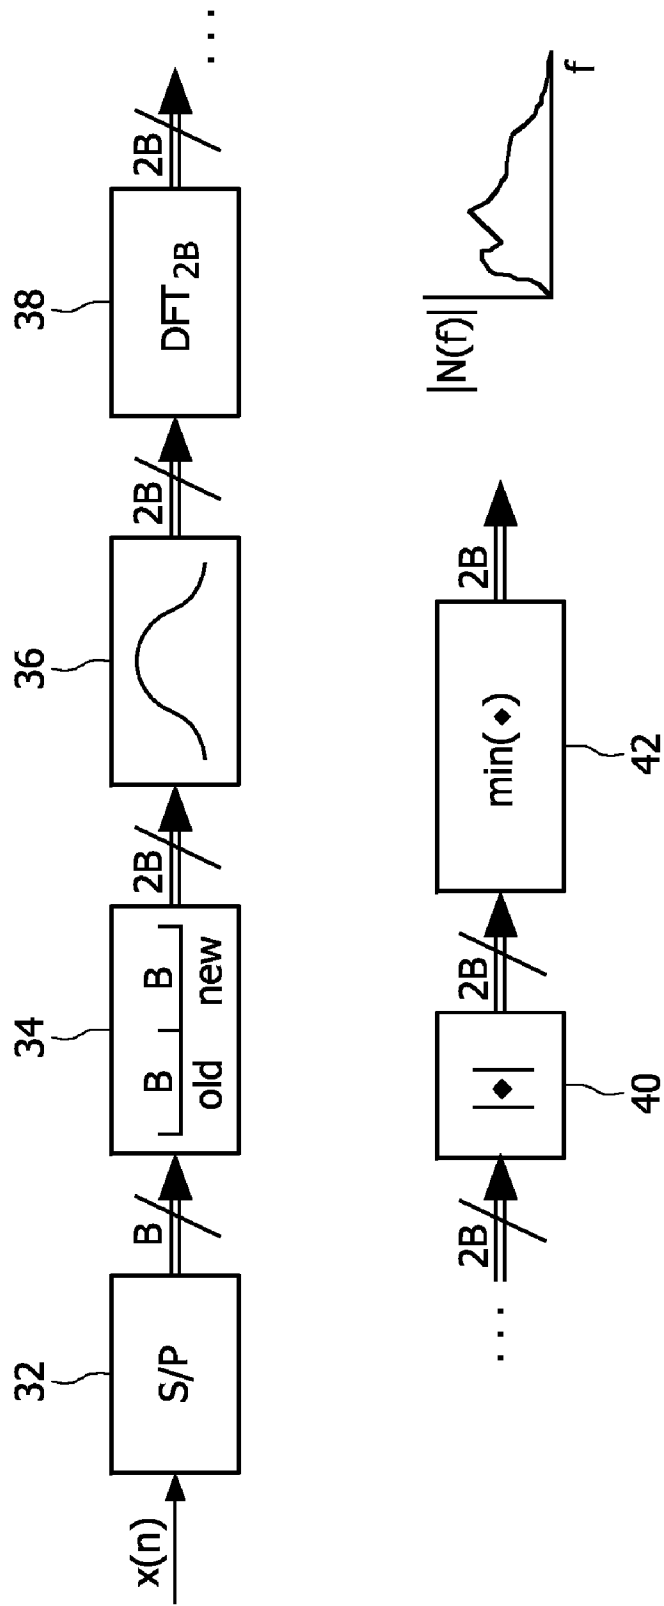 32
34
36
38
x(n)
S/P
B
B B
old new
2B
2B
DFT2B
2B
...
...
2B
|◆|
2B
min(◆)
2B
|N(f)|
f
40
42